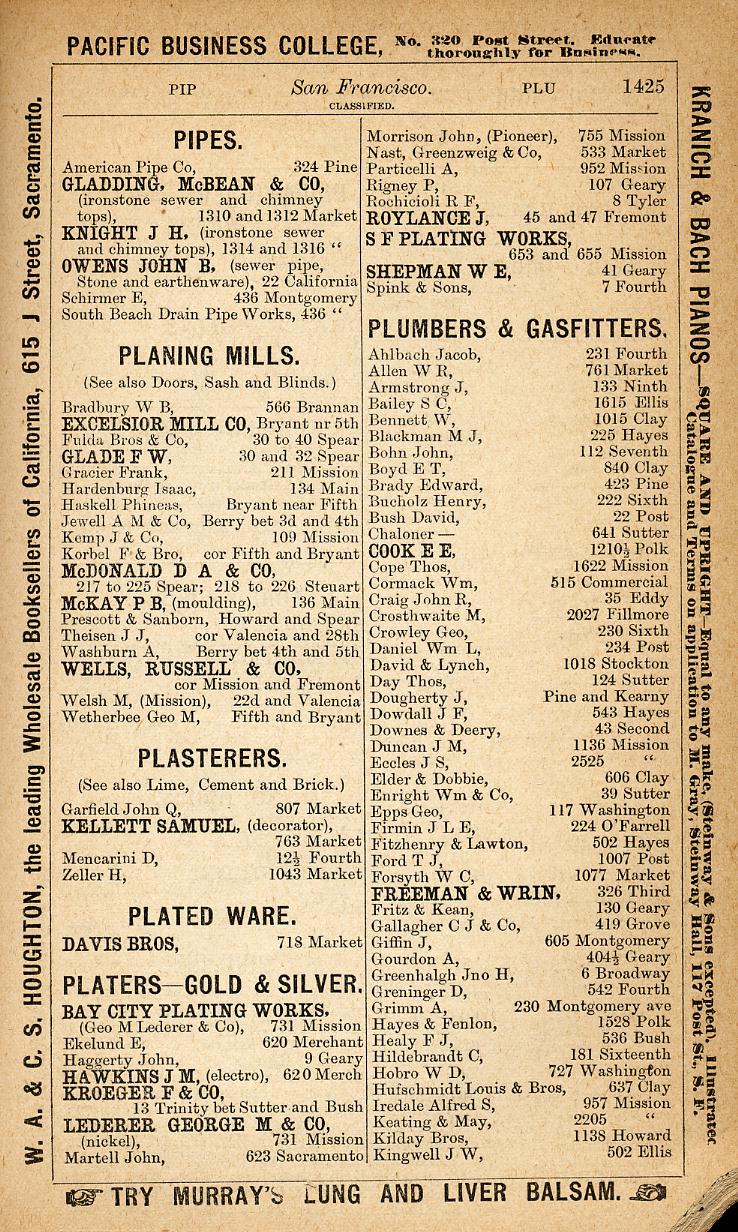 PACIFIC BUSINESS COLLEGE, No. 320 Post Street. Educate
thoroughly for Business.
PIP San Francisco. PLU 1425
CLASSIFIED.
PIPES.
American Pipe Co, 324 Pine
GLADDING, McBEAN & CO,
(ironstone sewer and chimney
tops), 1310 and 1312 Market
KNIGHT J H, (ironstone sewer
and chimney tops), 1314 and 1316 "
OWENS JOHN B, (sewer pipe,
Stone and earthenware), 22 California
Schirmer E, 436 Montgomery
South Beach Drain Pipe Works, 436 "
PLANING MILLS.
(See also Doors, Sash and Blinds.)
Bradbury W B, 566 Brannan
EXCELSIOR MILL CO, Bryant nr 5th
Fulda Bros & Co, 30 to 40 Spear
GLADE F W, 30 and 32 Spear
Gracier Frank, 211 Mission
Hardenburg Isaac, 134 Main
Haskell Phineas, Bryant near Fifth
Jewell A M & Co, Berry bet 3d and 4th
Kemp J & Co, 109 Mission
Korbel F & Bro, cor Fifth and Bryant
McDONALD D A & CO,
217 to 225 Spear; 218 to 226 Steuart
McKAY P B, (moulding), 136 Main
Prescott & Sanborn, Howard and Spear
Theisen J J, cor Valencia and 28th
Washburn A, Berry bet 4th and 5th
WELLS, RUSSELL & CO,
cor Mission and Fremont
Welsh M, (Mission), 22d and Valencia
Wetherbee Geo M, Fifth and Bryant
PLASTERERS.
(See also Lime, Cement and Brick.)
Garfield John Q, 807 Market
KELLETT SAMUEL, (decorator),
763 Market
Mencarini D, 12½ Fourth
Zeller H, 1043 Market
PLATED WARE.
DAVIS BROS, 718 Market
PLATERS—GOLD & SILVER.
BAY CITY PLATING WORKS,
(Geo M Lederer & Co), 731 Mission
Ekelund E, 620 Merchant
Haggerty John, 9 Geary
HAWKINS J M, (electro), 620 Merch
KROEGER F & CO,
13 Trinity bet Sutter and Bush
LEDERER GEORGE M & CO,
(nickel), 731 Mission
Martell John, 623 Sacramento
Morrison John, (Pioneer), 755 Mission
Nast, Greenzweig & Co, 533 Market
Particelli A, 952 Mission
Rigney P, 107 Geary
Rochicioli R F, 8 Tyler
ROYLANCE J, 45 and 47 Fremont
S F PLATING WORKS,
653 and 655 Mission
SHEPMAN W E, 41 Geary
Spink & Sons, 7 Fourth
PLUMBERS & GASFITTERS.
Ahlbach Jacob, 231 Fourth
Allen W R, 761 Market
Armstrong J, 133 Ninth
Bailey S C, 1615 Ellis
Bennett W, 1015 Clay
Blackman M J, 225 Hayes
Bohn John, 112 Seventh
Boyd E T, 840 Clay
Brady Edward, 423 Pine
Bucholz Henry, 222 Sixth
Bush David, 22 Post
Chaloner — 641 Sutter
COOK E E, 1210½ Polk
Cope Thos, 1622 Mission
Cormack Wm, 515 Commercial
Craig John R, 35 Eddy
Crosthwaite M, 2027 Fillmore
Crowley Geo, 230 Sixth
Daniel Wm L, 234 Post
David & Lynch, 1018 Stockton
Day Thos, 124 Sutter
Dougherty J, Pine and Kearny
Dowdall J F, 543 Hayes
Downes & Deery, 43 Second
Duncan J M, 1136 Mission
Eccles J S, 2525 "
Elder & Dobbie, 606 Clay
Enright Wm & Co, 39 Sutter
Epps Geo, 117 Washington
Firmin J L E, 224 O'Farrell
Fitzhenry & Lawton, 502 Hayes
Ford T J, 1007 Post
Forsyth W C, 1077 Market
FREEMAN & WRIN, 326 Third
Fritz & Kean, 130 Geary
Gallagher C J & Co, 419 Grove
Giffin J, 605 Montgomery
Gourdon A, 404½ Geary
Greenhalgh Jno H, 6 Broadway
Greninger D, 542 Fourth
Grimm A, 230 Montgomery ave
Hayes & Fenlon, 1528 Polk
Healy F J, 536 Bush
Hildebrandt C, 181 Sixteenth
Hobro W D, 727 Washington
Hufschmidt Louis & Bros, 637 Clay
Iredale Alfred S, 957 Mission
Keating & May, 2205 "
Kilday Bros, 1138 Howard
Kingwell J W, 502 Ellis
W. A. & C. S. HOUGHTON, the leading Wholesale Booksellers of California, 615 J Street, Sacramento.
KRANICH & BACH PIANOS—SQUARE AND UPRIGHT—Equal to any make, (Steinway & Sons excepted). Illustrated
Catalogue and Terms on application to M. Gray, Steinway Hall, 117 Post St., S. F.
TRY MURRAY'S LUNG AND LIVER BALSAM.